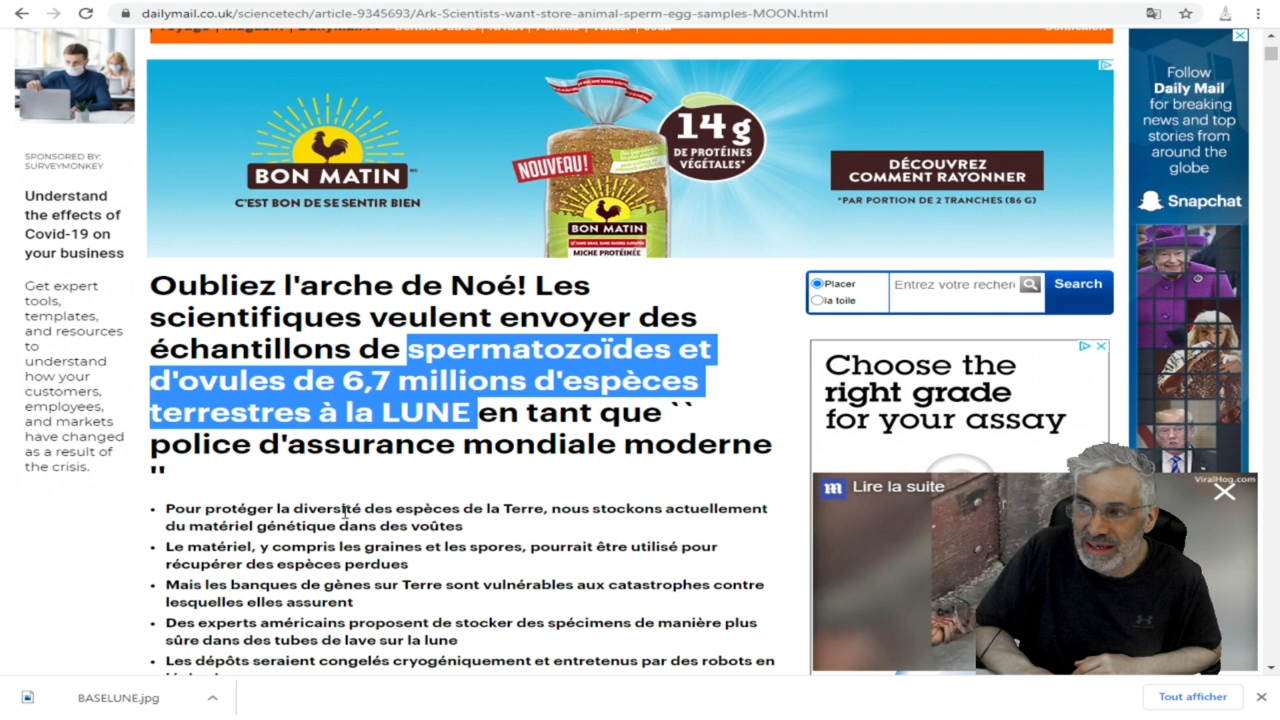 dailymail.co.uk/sciencetech/article-9345693/Ark-Scientists-want-store-animal-sperm-egg-samples-MOON.html
SPONSORED BY:
SURVEYMONKEY
Understand
the effects of
Covid-19 on
your business
Get expert
tools,
templates,
and resources
to
understand
how your
customers,
employees,
and markets
have changed
as a result of
the crisis.
BON MATIN
C'EST BON DE SE SENTIR BIEN
NOUVEAU!
BON MATIN
MICHE PROTÉINÉE
14g
DE PROTÉINES
VÉGÉTALES*
DÉCOUVREZ
COMMENT RAYONNER
*PAR PORTION DE 2 TRANCHES (86 G)
Follow
Daily Mail
for breaking
news and top
stories from
around the
globe
Snapchat
Oubliez l'arche de Noé! Les
scientifiques veulent envoyer des
échantillons de spermatozoïdes et
d'ovules de 6,7 millions d'espèces
terrestres à la LUNE en tant que ``
police d'assurance mondiale moderne
''
• Pour protéger la diversité des espèces de la Terre, nous stockons actuellement
du matériel génétique dans des voûtes
• Le matériel, y compris les graines et les spores, pourrait être utilisé pour
récupérer des espèces perdues
• Mais les banques de gènes sur Terre sont vulnérables aux catastrophes contre
lesquelles elles assurent
• Des experts américains proposent de stocker des spécimens de manière plus
sûre dans des tubes de lave sur la lune
• Les dépôts seraient congelés cryogéniquement et entretenus par des robots en
Placer
la toile
Entrez votre recher
Search
Choose the
right grade
for your assay
m Lire la suite
ViralHog.com
BASELUNE.jpg
Tout afficher